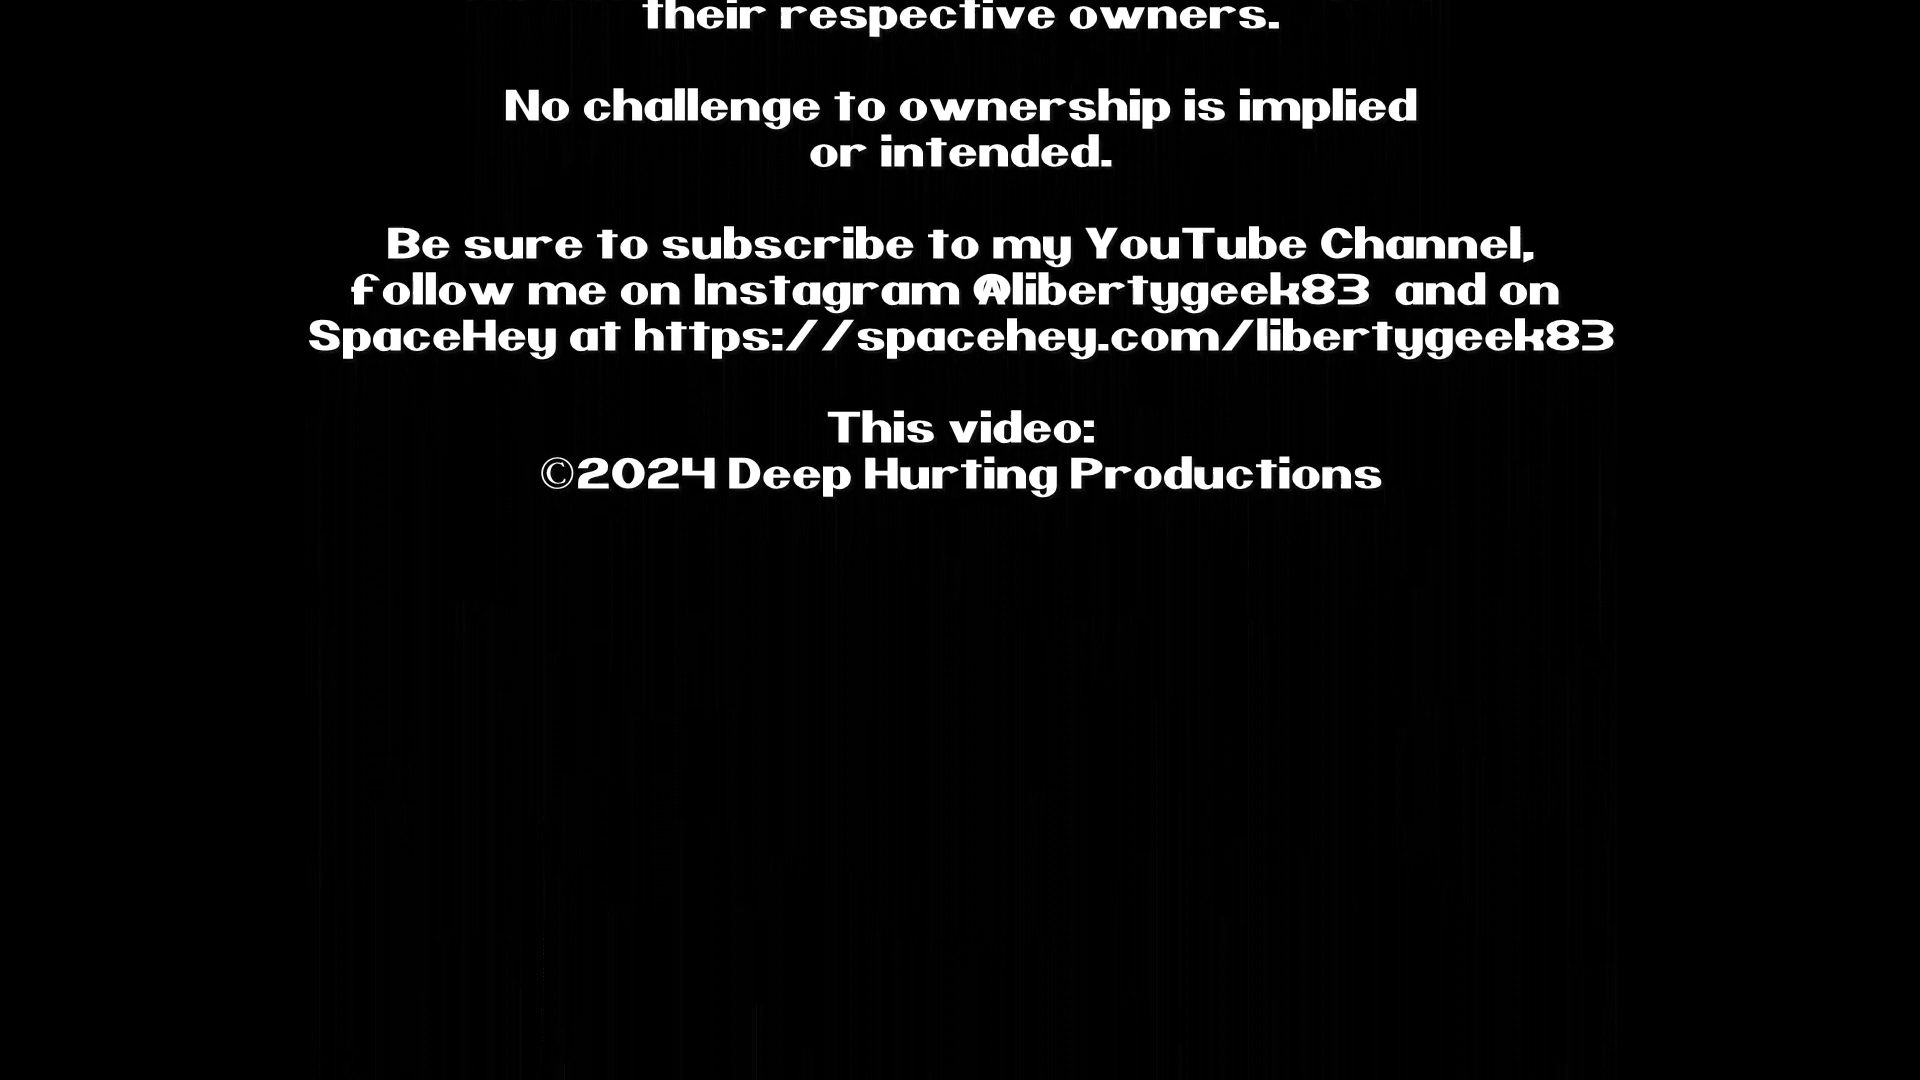 their respective owners.
No challenge to ownership is implied
or intended.
Be sure to subscribe to my YouTube Channel,
follow me on Instagram @libertygeek83 and on
SpaceHey at https://spacehey.com/libertygeek83
This video:
©2024 Deep Hurting Productions